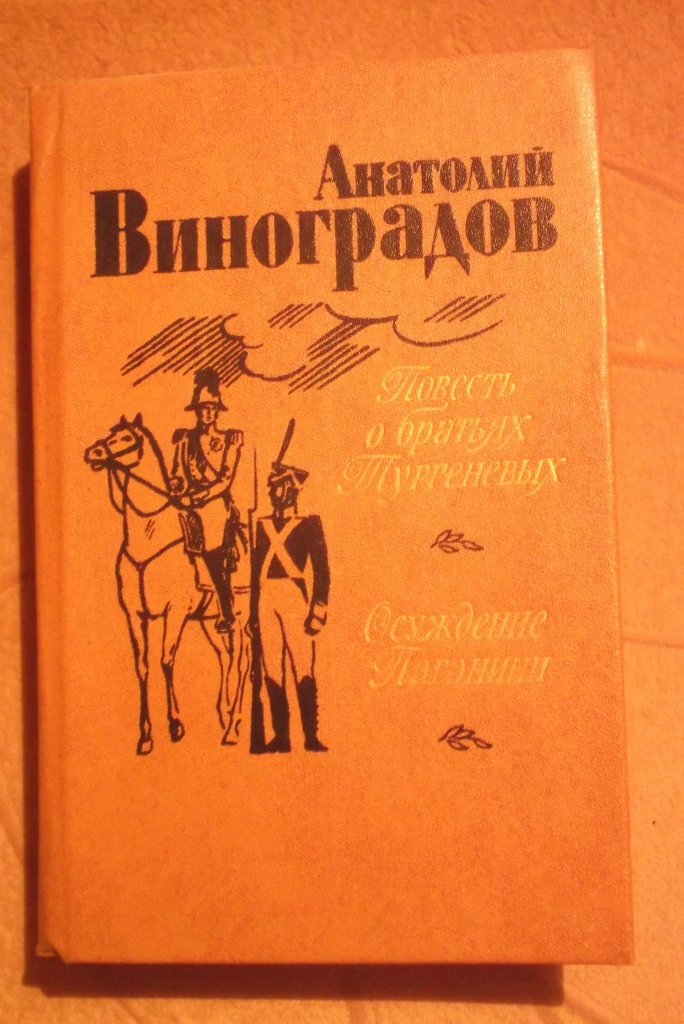 Анатолий
Виноградов
Повесть
о братьях
Тургеневых
Осуждение
Паганини